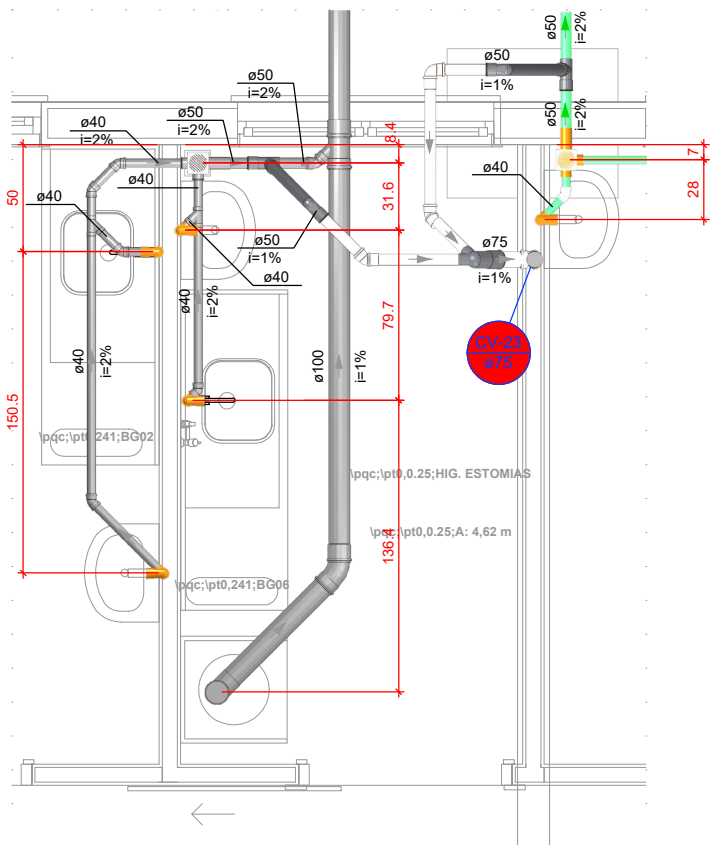 ø50
i=2%
ø50
i=1%
ø50
i=2%
ø50
i=2%
ø50
i=2%
ø40
i=2%
8.4
7
28
50
ø40
ø40
31.6
ø40
ø50
i=1%
ø40
ø75
i=1%
ø40
i=2%
79.7
ø40
i=2%
ø100
i=1%
CV-23
ø75
150.5
\pqc;\pt0,241;BG02
\pqc;\pt0,0.25;HIG. ESTOMIAS
\pqc;\pt0,0.25;A: 4,62 m
136.4
\pqc;\pt0,241;BG06